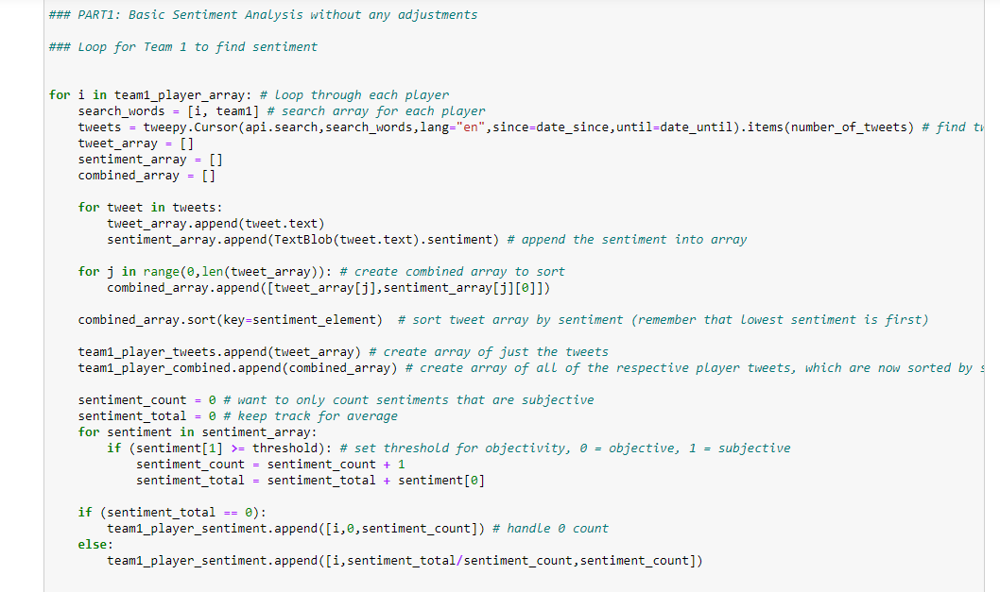 ### PART1: Basic Sentiment Analysis without any adjustments
### Loop for Team 1 to find sentiment
for i in team1_player_array: # loop through each player
    search_words = [i, team1] # search array for each player
    tweets = tweepy.Cursor(api.search,search_words,lang="en",since=date_since,until=date_until).items(number_of_tweets) # find
    tweet_array = []
    sentiment_array = []
    combined_array = []
    for tweet in tweets:
        tweet_array.append(tweet.text)
        sentiment_array.append(TextBlob(tweet.text).sentiment) # append the sentiment into array
    for j in range(0,len(tweet_array)): # create combined array to sort
        combined_array.append([tweet_array[j],sentiment_array[j][0]])
    combined_array.sort(key=sentiment_element)  # sort tweet array by sentiment (remember that lowest sentiment is first)
    team1_player_tweets.append(tweet_array) # create array of just the tweets
    team1_player_combined.append(combined_array) # create array of all of the respective player tweets, which are now sorted by
    sentiment_count = 0 # want to only count sentiments that are subjective
    sentiment_total = 0 # keep track for average
    for sentiment in sentiment_array:
        if (sentiment[1] >= threshold): # set threshold for objectivity, 0 = objective, 1 = subjective
            sentiment_count = sentiment_count + 1
            sentiment_total = sentiment_total + sentiment[0]
    if (sentiment_total == 0):
        team1_player_sentiment.append([i,0,sentiment_count]) # handle 0 count
    else:
        team1_player_sentiment.append([i,sentiment_total/sentiment_count,sentiment_count])